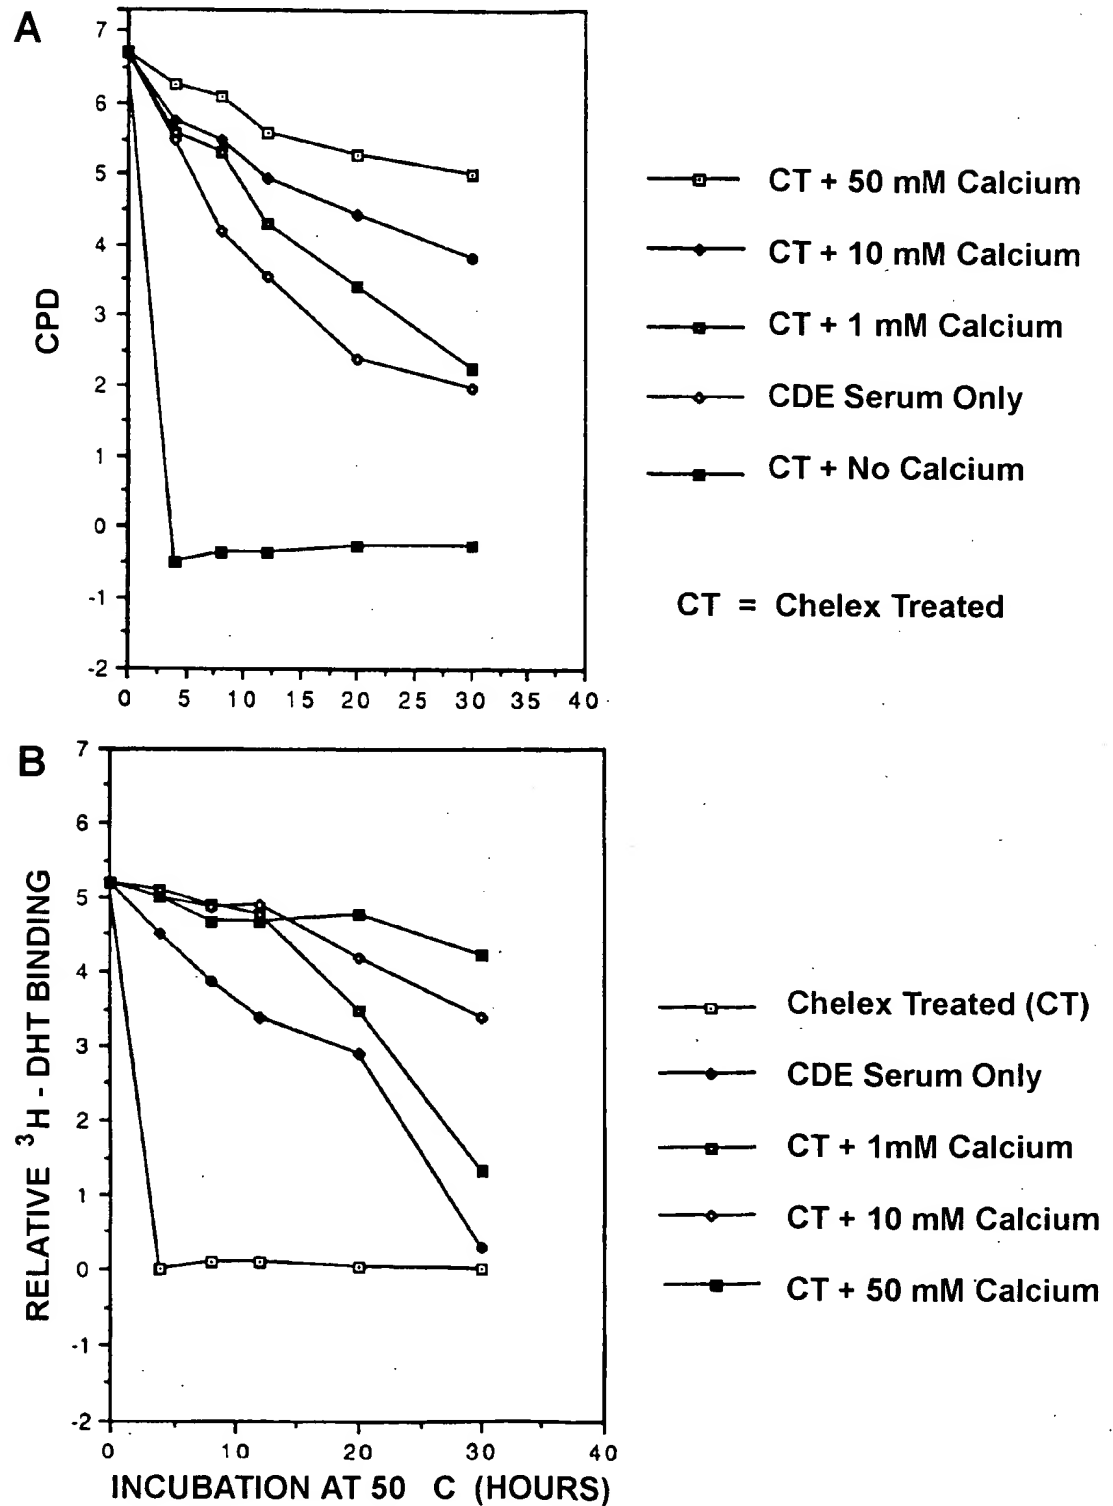 A
7
6
5
4
3
2
1
0
-1
-2
CPD
0 5 10 15 20 25 30 35 40
CT + 50 mM Calcium
CT + 10 mM Calcium
CT + 1 mM Calcium
CDE Serum Only
CT + No Calcium
CT = Chelex Treated
B
7
6
5
4
3
2
1
0
-1
-2
RELATIVE ³H - DHT BINDING
0 10 20 30 40
INCUBATION AT 50 C (HOURS)
Chelex Treated (CT)
CDE Serum Only
CT + 1mM Calcium
CT + 10 mM Calcium
CT + 50 mM Calcium